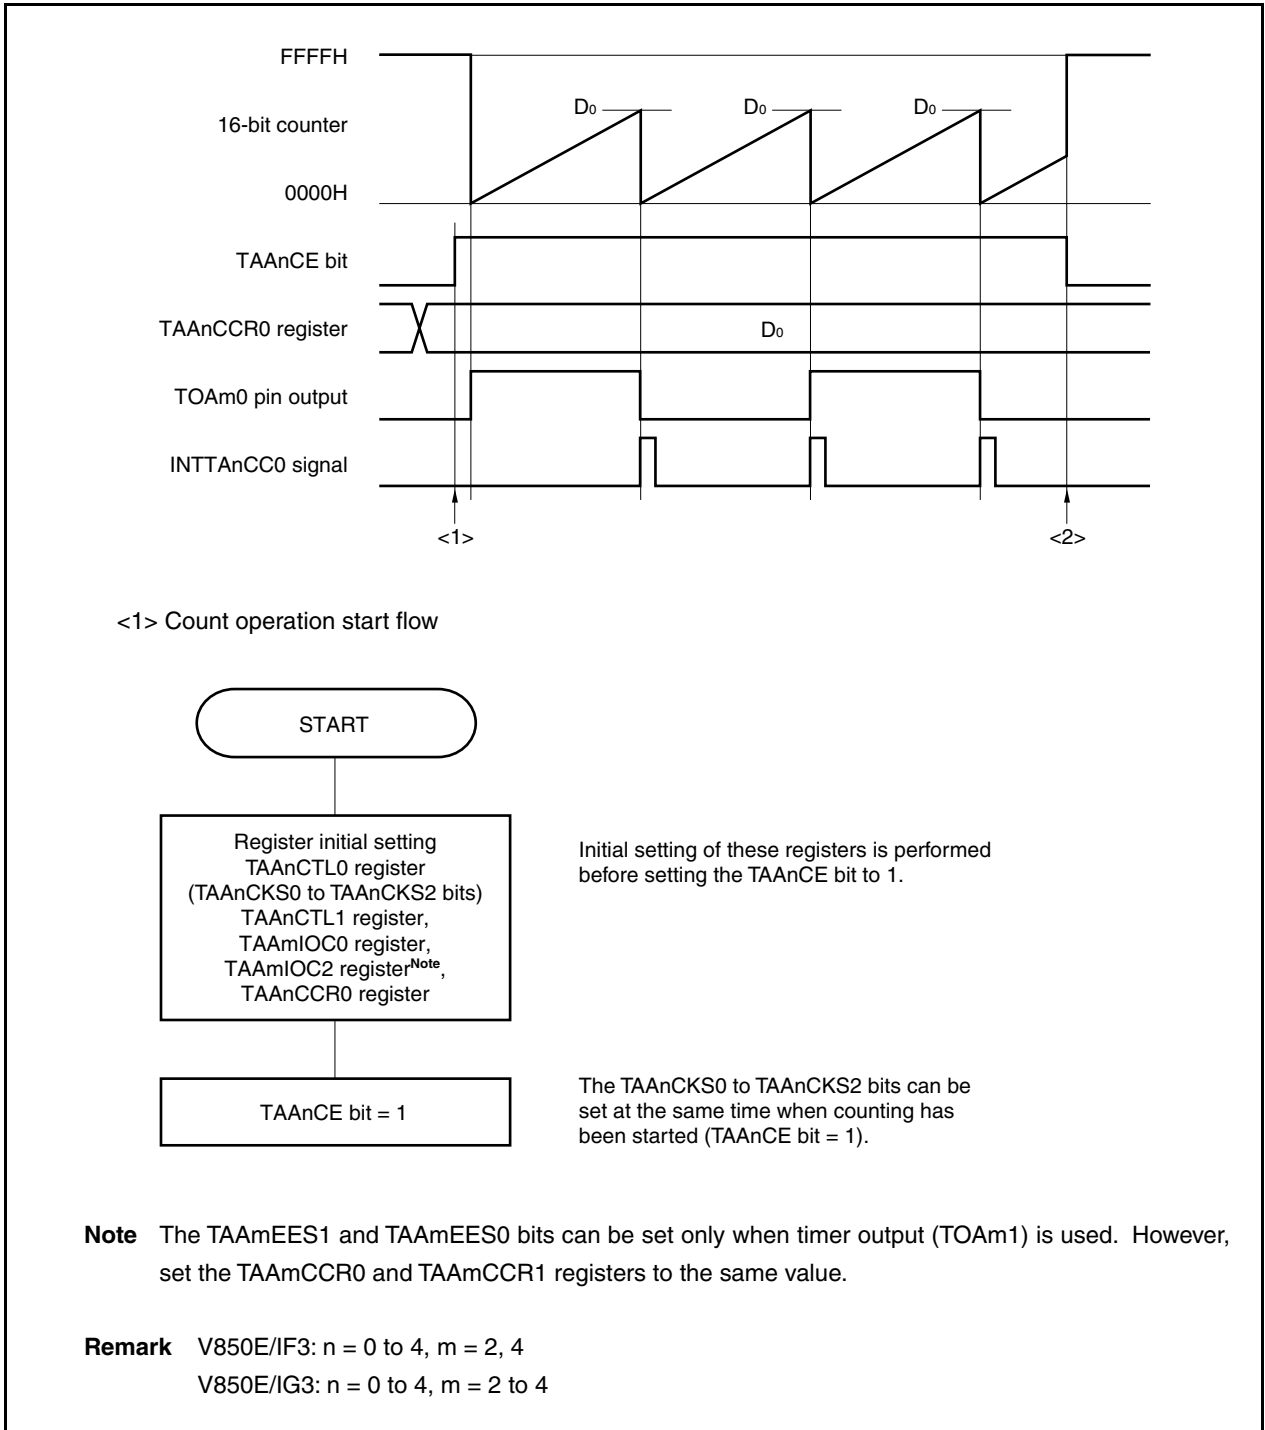 FFFFH
D0 D0 D0
16-bit counter
0000H
TAAnCE bit
TAAnCCR0 register D0
TOAm0 pin output
INTTAnCC0 signal
<1> <2>
<1> Count operation start flow
START
Register initial setting
TAAnCTL0 register
(TAAnCKS0 to TAAnCKS2 bits)
TAAnCTL1 register,
TAAmIOC0 register,
TAAmIOC2 registerNote,
TAAnCCR0 register
Initial setting of these registers is performed
before setting the TAAnCE bit to 1.
TAAnCE bit = 1
The TAAnCKS0 to TAAnCKS2 bits can be
set at the same time when counting has
been started (TAAnCE bit = 1).
Note The TAAmEES1 and TAAmEES0 bits can be set only when timer output (TOAm1) is used. However,
set the TAAmCCR0 and TAAmCCR1 registers to the same value.
Remark V850E/IF3: n = 0 to 4, m = 2, 4
V850E/IG3: n = 0 to 4, m = 2 to 4